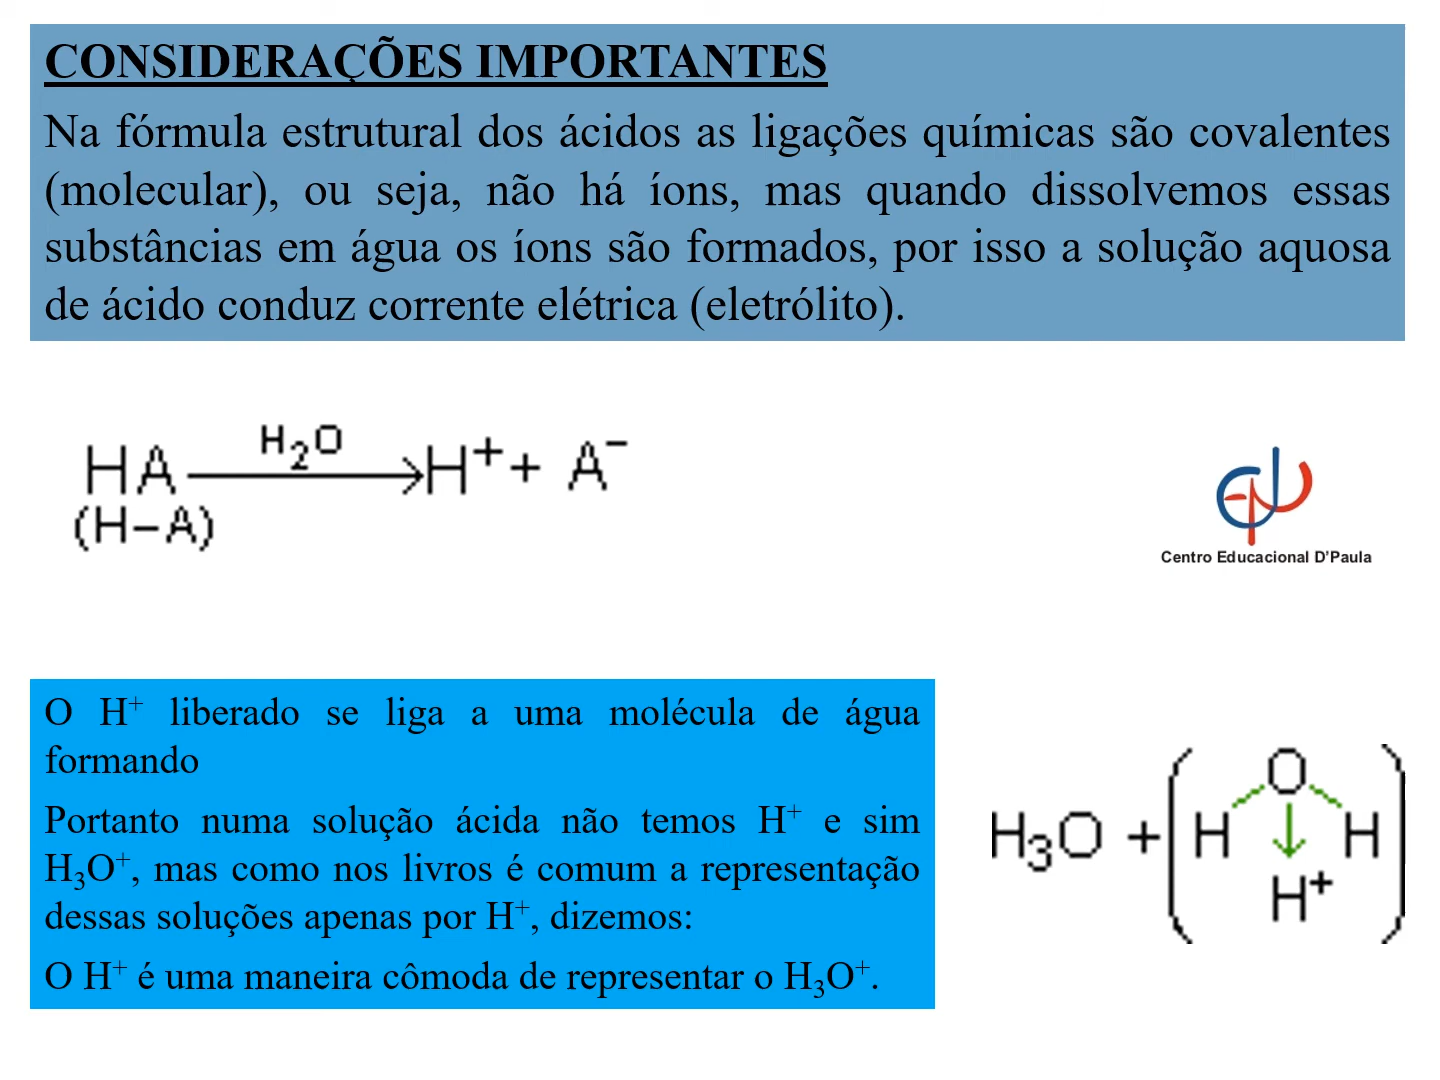 CONSIDERAÇÕES IMPORTANTES
Na fórmula estrutural dos ácidos as ligações químicas são covalentes
(molecular), ou seja, não há íons, mas quando dissolvemos essas
substâncias em água os íons são formados, por isso a solução aquosa
de ácido conduz corrente elétrica (eletrólito).
HA H₂O H⁺ + A⁻
(H–A)
Centro Educacional D'Paula
O H⁺ liberado se liga a uma molécula de água
formando
Portanto numa solução ácida não temos H⁺ e sim
H₃O⁺, mas como nos livros é comum a representação
dessas soluções apenas por H⁺, dizemos:
O H⁺ é uma maneira cômoda de representar o H₃O⁺.
O
H₃O + ( H H )
H⁺